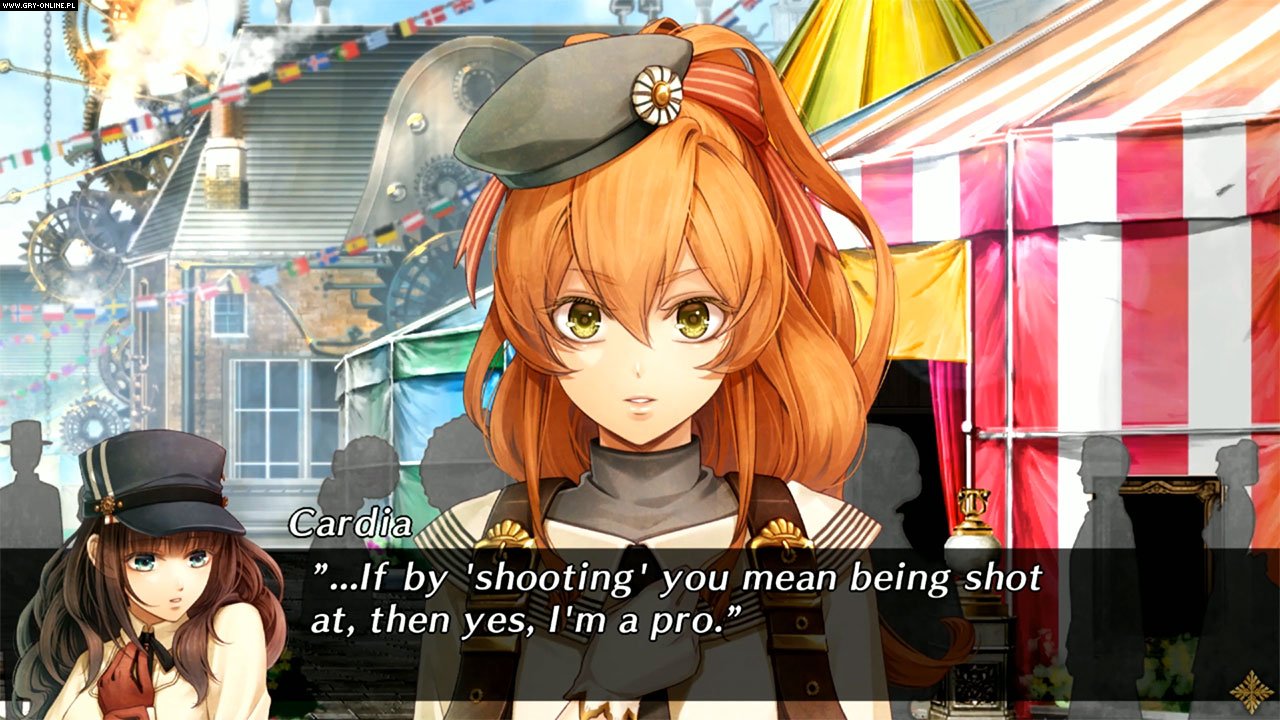 WWW.GRY-ONLINE.PL
Cardia
"...If by 'shooting' you mean being shot
at, then yes, I'm a pro."